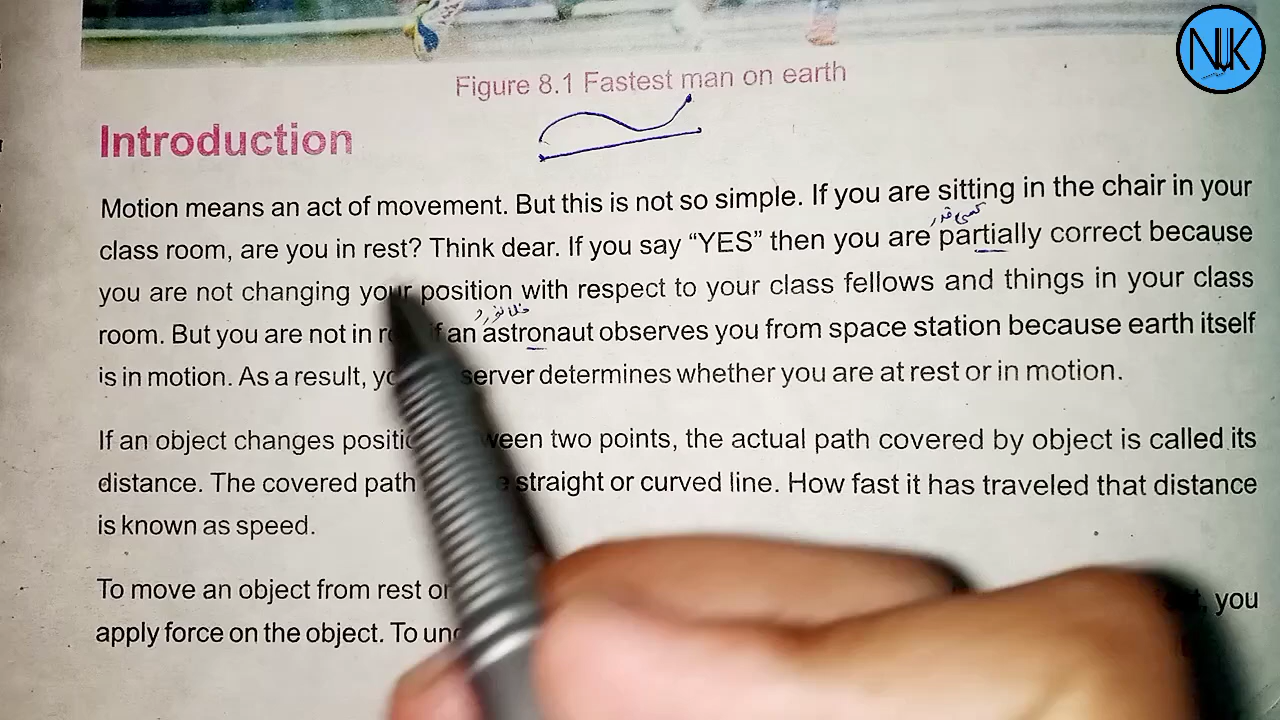 NJK
Figure 8.1 Fastest man on earth
Introduction
Motion means an act of movement. But this is not so simple. If you are sitting in the chair in your
کسی قدر
class room, are you in rest? Think dear. If you say “YES” then you are partially correct because
you are not changing your position with respect to your class fellows and things in your class
خلا نورد
room. But you are not in if an astronaut observes you from space station because earth itself
is in motion. As a result, determines whether you are at rest or in motion.
If an object changes two points, the actual path covered by object is called its
distance. The covered path straight or curved line. How fast it has traveled that distance
is known as speed.
To move an object from rest or you
apply force on the object. To